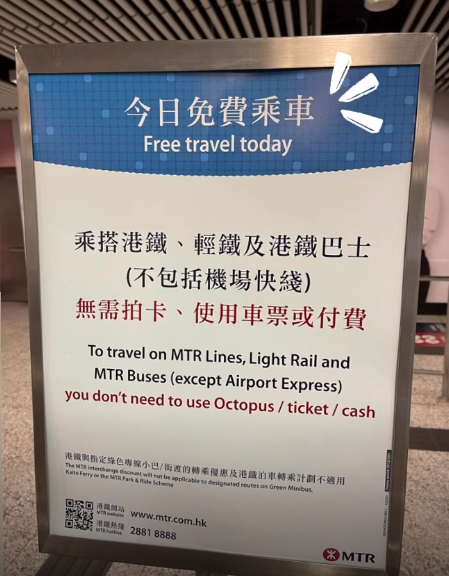 今日免費乘車
Free travel today
乘搭港鐵、輕鐵及港鐵巴士
(不包括機場快綫)
無需拍卡、使用車票或付費
To travel on MTR Lines, Light Rail and
MTR Buses (except Airport Express)
you don't need to use Octopus / ticket / cash
港鐵與指定綠色專線小巴/街渡的轉乘優惠及港鐵泊車轉乘計劃不適用
The MTR interchange discount will not be applicable to designated routes on Green Minibus,
Kaito Ferry or the MTR Park & Ride Scheme
港鐵網站
MTR website
www.mtr.com.hk
港鐵熱綫
MTR hotline
2881 8888
MTR